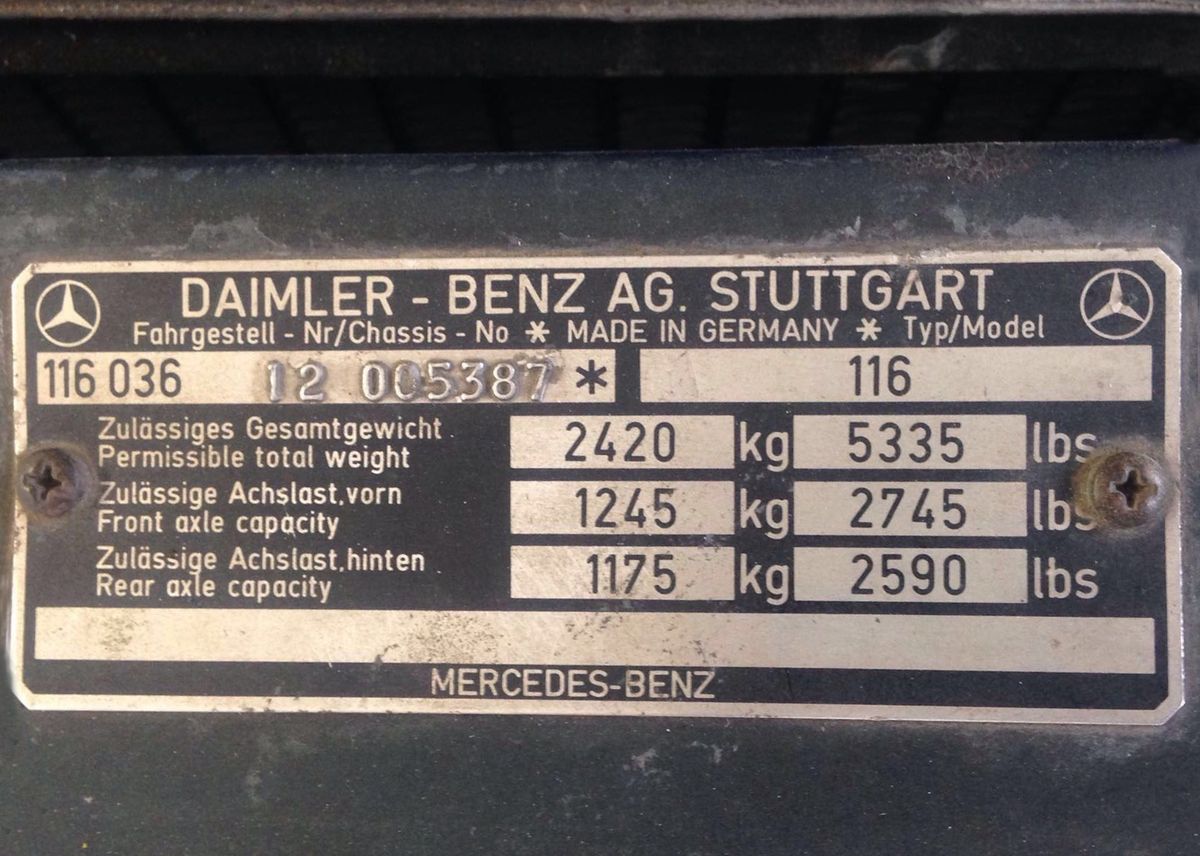 DAIMLER - BENZ AG. STUTTGART
Fahrgestell - Nr/Chassis - No * MADE IN GERMANY * Typ/Model
116 036 12 005387 * 116
Zulässiges Gesamtgewicht
Permissible total weight 2420 kg 5335 lbs
Zulässige Achslast,vorn
Front axle capacity 1245 kg 2745 lbs
Zulässige Achslast,hinten
Rear axle capacity 1175 kg 2590 lbs
MERCEDES-BENZ